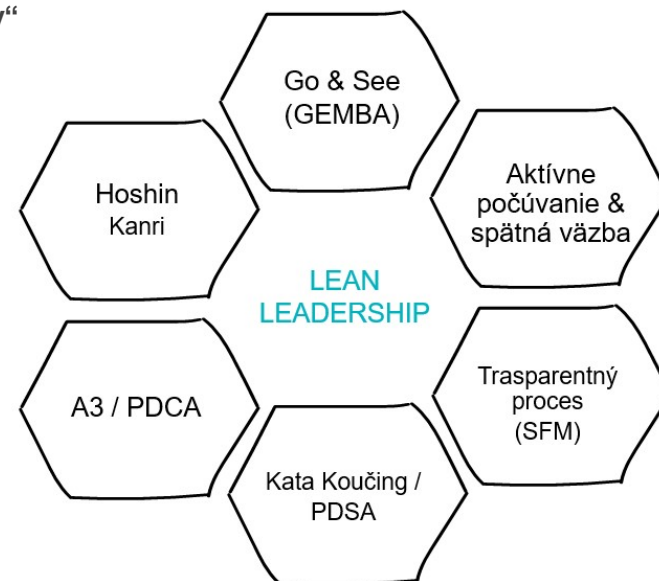 y“
Go & See
(GEMBA)
Aktívne
počúvanie &
spätná väzba
Hoshin
Kanri
LEAN
LEADERSHIP
Trasparentný
proces
(SFM)
A3 / PDCA
Kata Koučing /
PDSA